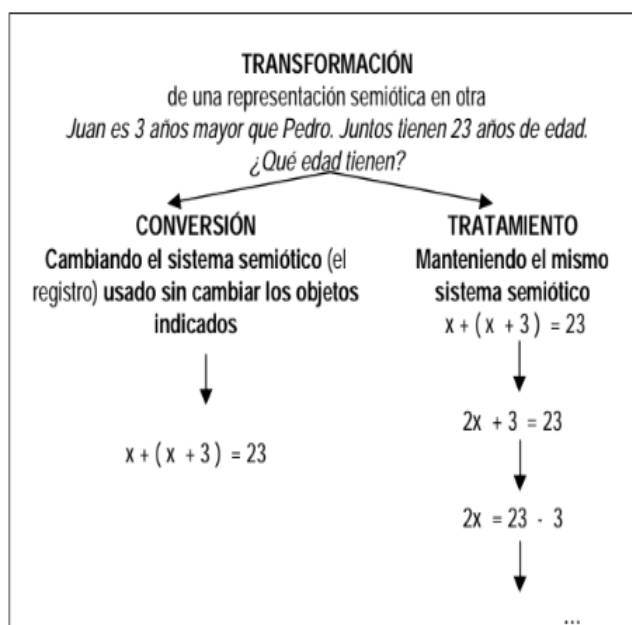 TRANSFORMACIÓN
de una representación semiótica en otra
Juan es 3 años mayor que Pedro. Juntos tienen 23 años de edad.
¿Qué edad tienen?
CONVERSIÓN
Cambiando el sistema semiótico (el
registro) usado sin cambiar los objetos
indicados
x + ( x + 3 ) = 23
TRATAMIENTO
Manteniendo el mismo
sistema semiótico
x + ( x + 3 ) = 23
2x + 3 = 23
2x = 23 - 3
...